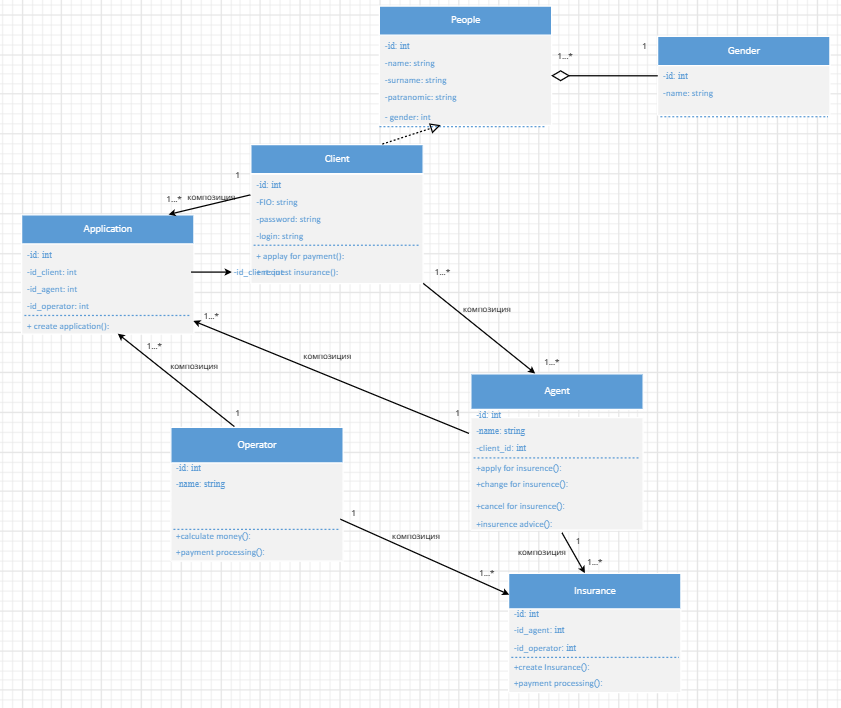 People
-id: int
-name: string
-surname: string
-patranomic: string
- gender: int
1...*
1
Gender
-id: int
-name: string
Client
-id: int
-FIO: string
-password: string
-login: string
+ applay for payment():
insurance():
1
1...*
композиция
Application
-id: int
-id_client: int
-id_agent: int
-id_operator: int
+ create application():
1...*
композиция
1...*
1...*
композиция
1...*
композиция
1
1
Agent
-id: int
-name: string
-client_id: int
+apply for insurence():
+change for insurence():
+cancel for insurence():
+insurence advice():
Operator
-id: int
-name: string
+calculate money():
+payment processing():
1
композиция
1...*
1
композиция
1...*
Insurance
-id: int
-id_agent: int
-id_operator: int
+create Insurance():
+payment processing():